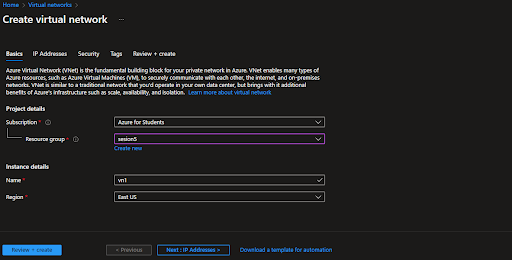 Home > Virtual networks >
Create virtual network ...
Basics IP Addresses Security Tags Review + create
Azure Virtual Network (VNet) is the fundamental building block for your private network in Azure. VNet enables many types of
Azure resources, such as Azure Virtual Machines (VM), to securely communicate with each other, the internet, and on-premises
networks. VNet is similar to a traditional network that you'd operate in your own data center, but brings with it additional
benefits of Azure's infrastructure such as scale, availability, and isolation. Learn more about virtual network
Project details
Subscription * Azure for Students
Resource group * sesion5
Create new
Instance details
Name * vn1
Region * East US
Review + create < Previous Next : IP Addresses > Download a template for automation